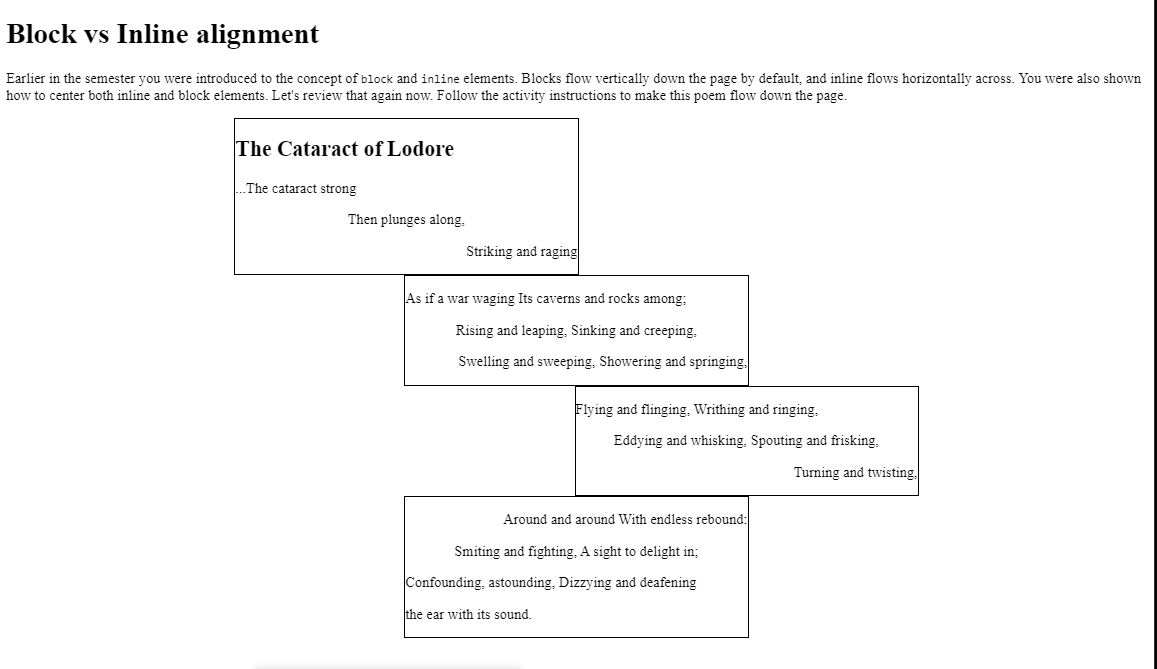 Block vs Inline alignment
Earlier in the semester you were introduced to the concept of block and inline elements. Blocks flow vertically down the page by default, and inline flows horizontally across. You were also shown
how to center both inline and block elements. Let's review that again now. Follow the activity instructions to make this poem flow down the page.
The Cataract of Lodore
...The cataract strong
Then plunges along,
Striking and raging
As if a war waging Its caverns and rocks among;
Rising and leaping, Sinking and creeping,
Swelling and sweeping, Showering and springing,
Flying and flinging, Writhing and ringing,
Eddying and whisking, Spouting and frisking,
Turning and twisting,
Around and around With endless rebound:
Smiting and fighting, A sight to delight in;
Confounding, astounding, Dizzying and deafening
the ear with its sound.